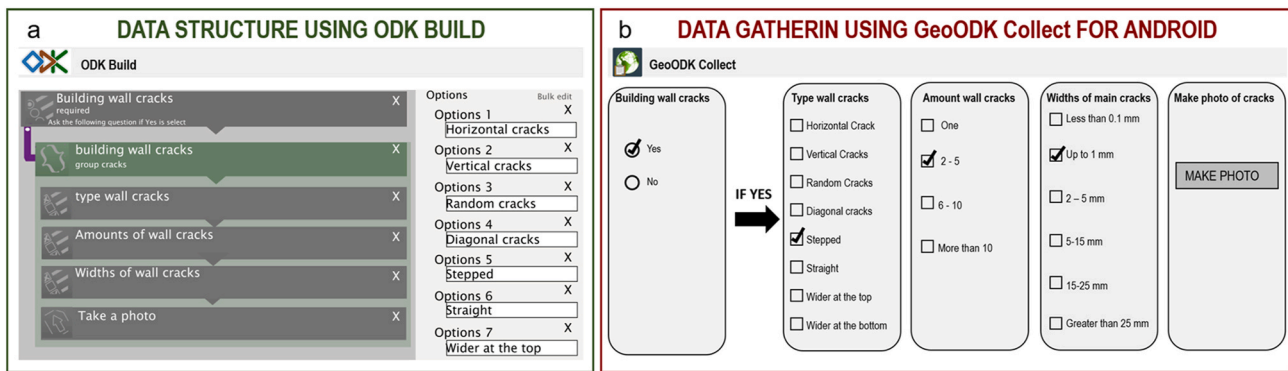 a
DATA STRUCTURE USING ODK BUILD
ODK Build
Building wall cracks
required
Ask the following question if Yes is select
X
building wall cracks
group cracks
X
type wall cracks
X
Amounts of wall cracks
X
Widths of wall cracks
X
Take a photo
X
Options
Bulk edit
Options 1
X
Horizontal cracks
Options 2
X
Vertical cracks
Options 3
X
Random cracks
Options 4
X
Diagonal cracks
Options 5
X
Stepped
Options 6
X
Straight
Options 7
X
Wider at the top
b
DATA GATHERIN USING GeoODK Collect FOR ANDROID
GeoODK Collect
Building wall cracks
Yes
No
IF YES
Type wall cracks
Horizontal Crack
Vertical Cracks
Random Cracks
Diagonal cracks
Stepped
Straight
Wider at the top
Wider at the bottom
Amount wall cracks
One
2 - 5
6 - 10
More than 10
Widths of main cracks
Less than 0.1 mm
Up to 1 mm
2 – 5 mm
5-15 mm
15-25 mm
Greater than 25 mm
Make photo of cracks
MAKE PHOTO